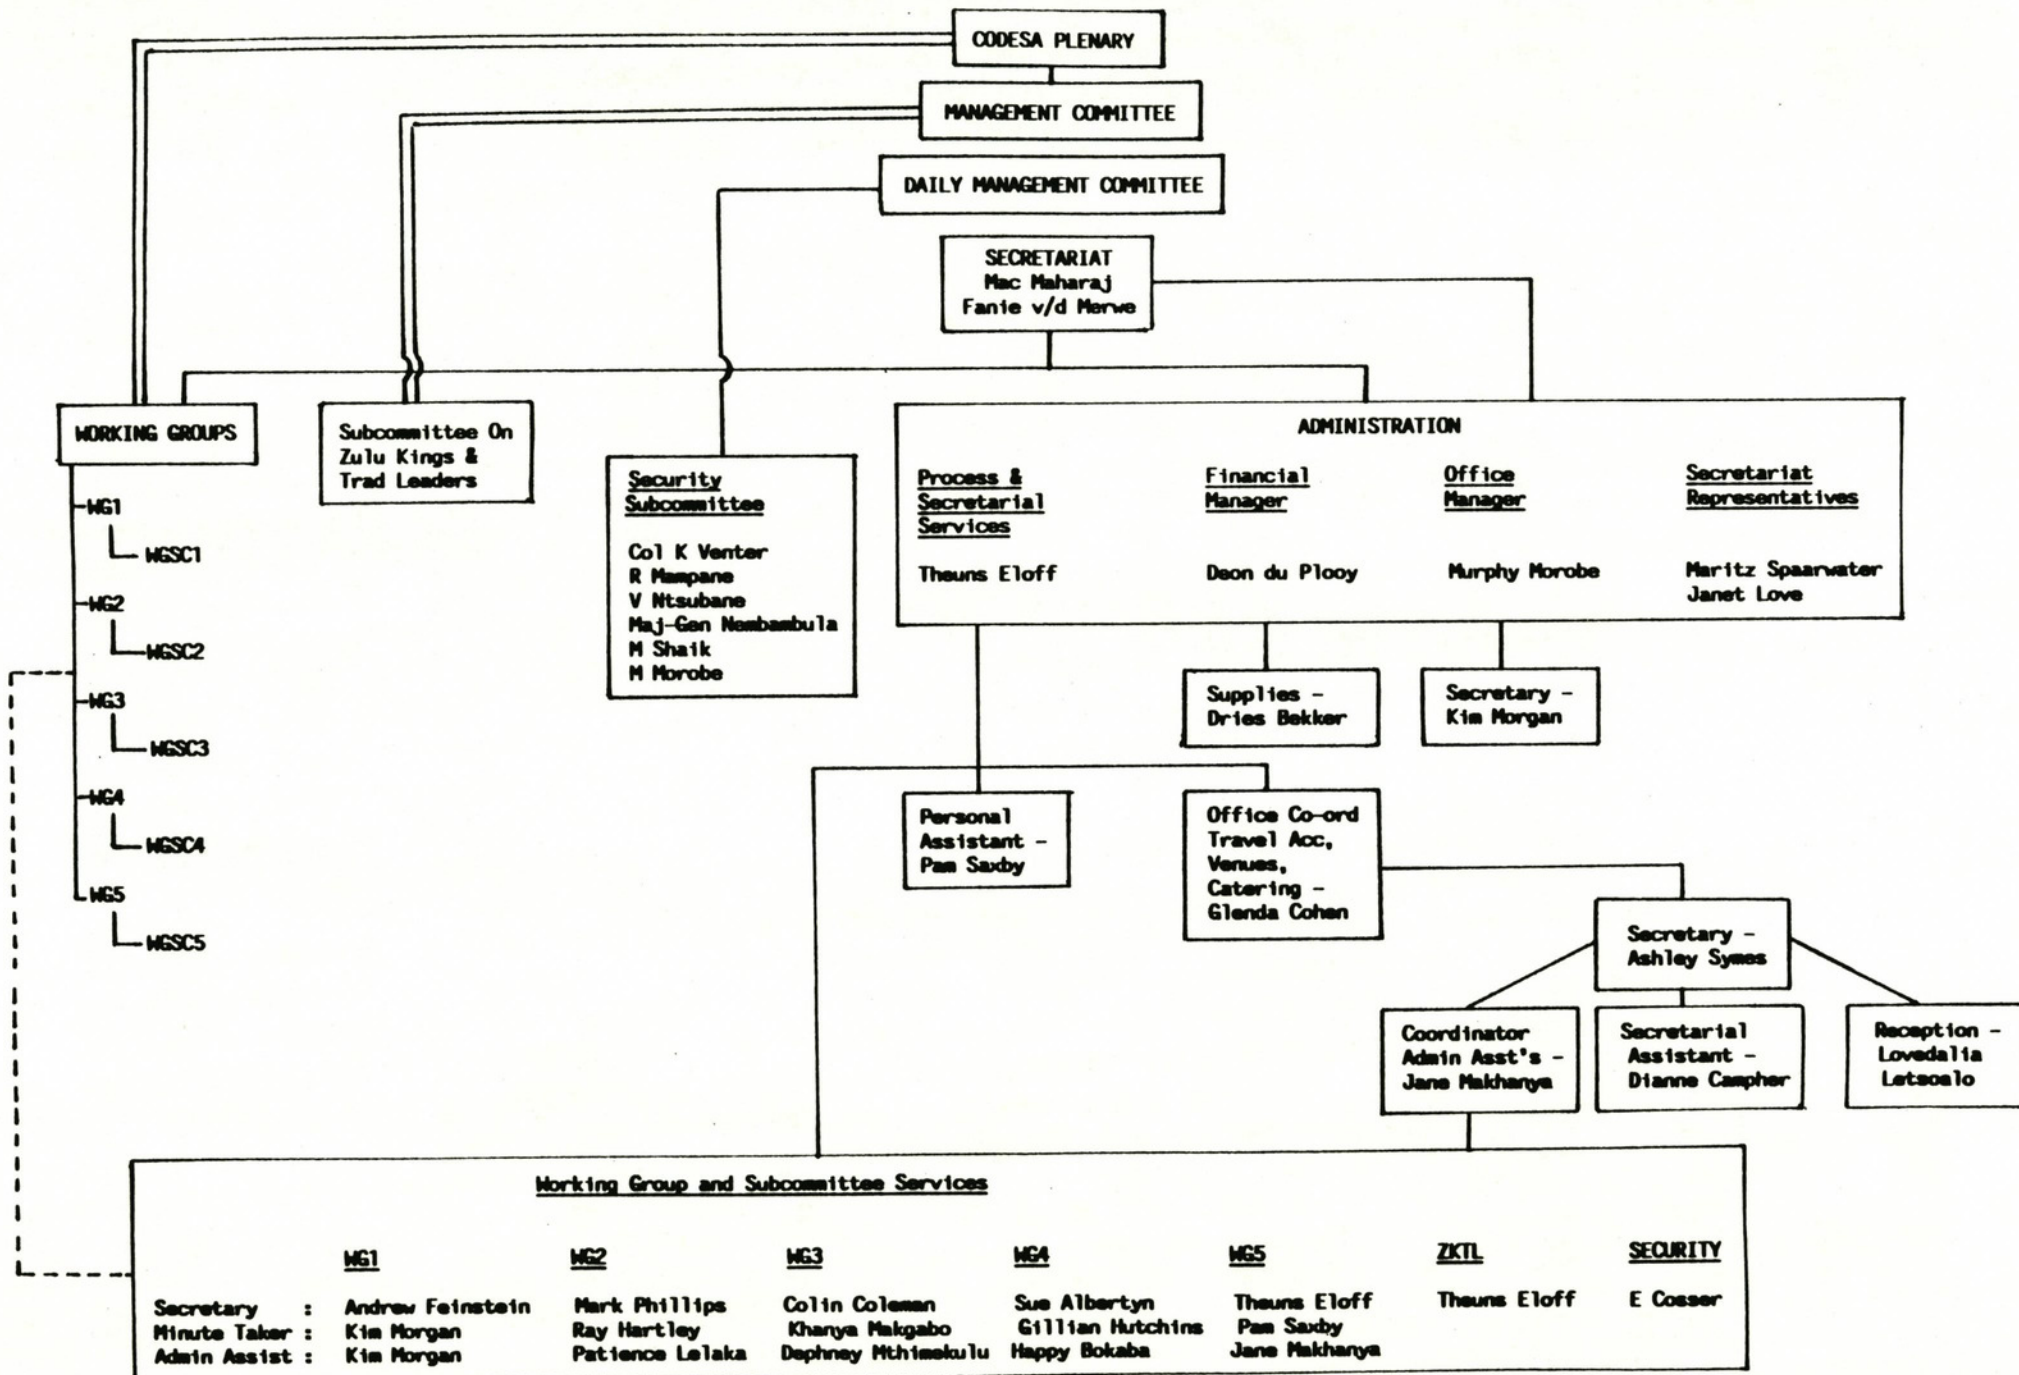 CODESA PLENARY
MANAGEMENT COMMITTEE
DAILY MANAGEMENT COMMITTEE
SECRETARIAT
Mac Maharaj
Fanie v/d Merwe
WORKING GROUPS
WG1
WGSC1
WG2
WGSC2
WG3
WGSC3
WG4
WGSC4
WG5
WGSC5
Subcommittee On
Zulu Kings &
Trad Leaders
Security
Subcommittee
Col K Venter
R Mampane
V Ntsubane
Maj-Gen Nembambula
M Shaik
M Morobe
ADMINISTRATION
Process &
Secretarial
Services
Theuns Eloff
Financial
Manager
Deon du Plooy
Office
Manager
Murphy Morobe
Secretariat
Representatives
Maritz Spaarwater
Janet Love
Supplies -
Dries Bekker
Secretary -
Kim Morgan
Personal
Assistant -
Pam Saxby
Office Co-ord
Travel Acc,
Venues,
Catering -
Glenda Cohen
Secretary -
Ashley Symes
Coordinator
Admin Asst's -
Jane Makhanya
Secretarial
Assistant -
Dianne Campher
Reception -
Lovedalia
Letsoalo
Working Group and Subcommittee Services
WG1 WG2 WG3 WG4 WG5 ZKTL SECURITY
Secretary : Andrew Feinstein Mark Phillips Colin Coleman Sue Albertyn Theuns Eloff Theuns Eloff E Cosser
Minute Taker : Kim Morgan Ray Hartley Khanya Makgabo Gillian Hutchins Pam Saxby
Admin Assist : Kim Morgan Patience Lelaka Dephney Mthimekulu Happy Bokaba Jane Makhanya